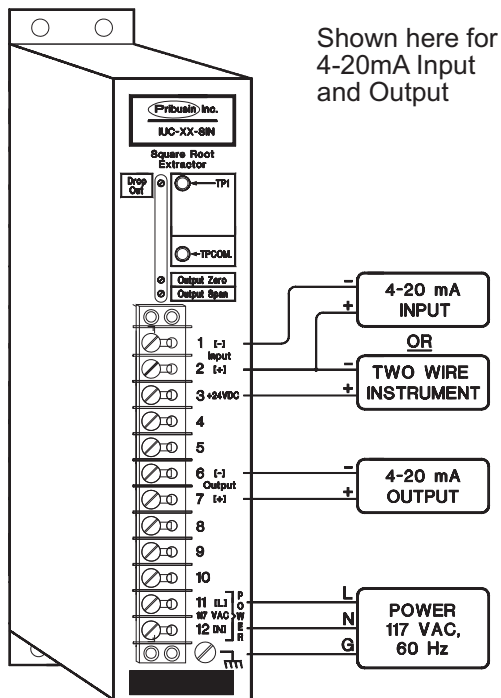 Shown here for
4-20mA Input
and Output
Pribusin Inc.
IUC-XX-8IN
Square Root
Extractor
Drop
Out
TP1
TPCOM.
Output Zero
Output Span
1 [-]
Input
2 [+]
3 +24VDC
4
5
6 [-]
Output
7 [+]
8
9
10
11 [L]
117 VAC
12 [N]
POWER
-
+
4-20 mA
INPUT
OR
-
+
TWO WIRE
INSTRUMENT
-
+
4-20 mA
OUTPUT
L
N
G
POWER
117 VAC,
60 Hz